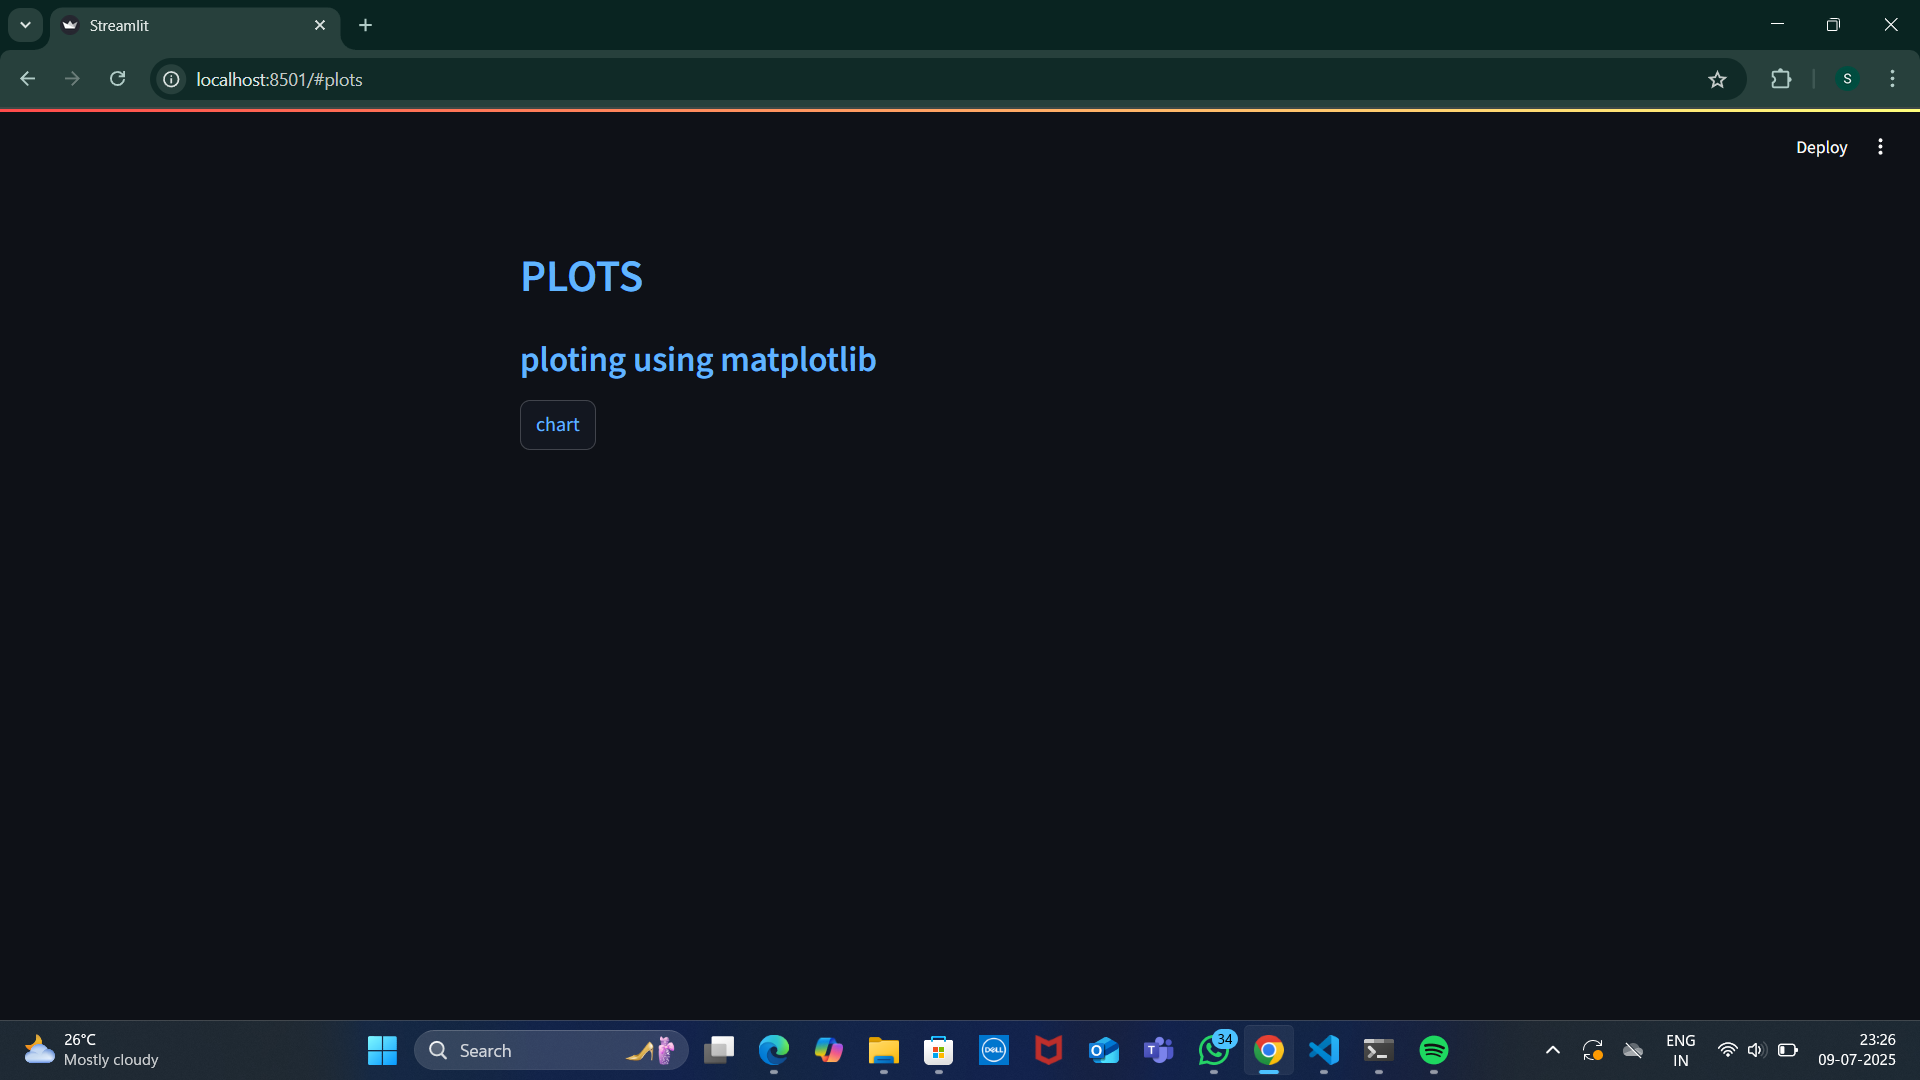 Streamlit
localhost:8501/#plots
S
Deploy
PLOTS
ploting using matplotlib
chart
26°C
Mostly cloudy
Search
DELL
O
T
34
ENG
IN
23:26
09-07-2025